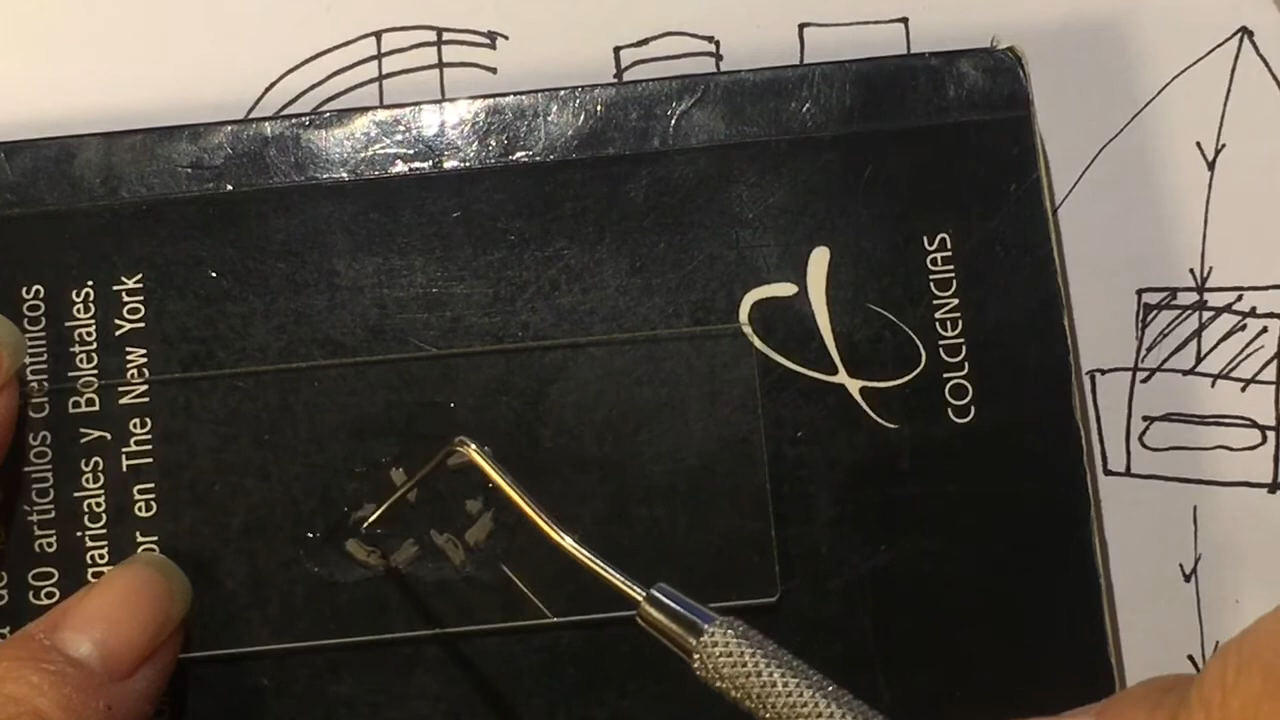 60 artículos científicos
garicales y Boletales.
or en The New York
COLCIENCIAS